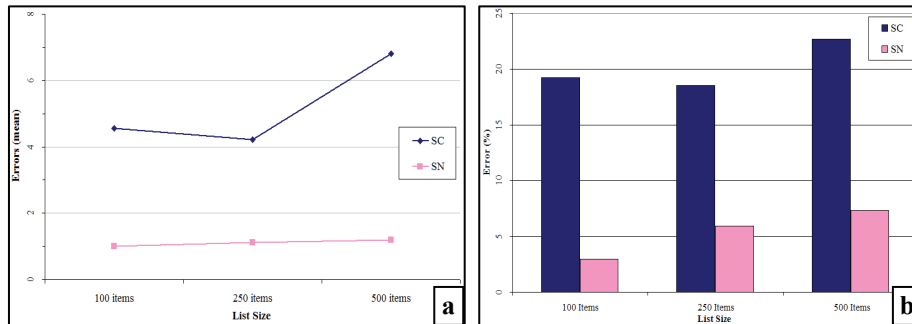 8
6
4
2
0
Errors (mean)
SC
SN
100 items
250 items
500 items
List Size
a
25
20
15
10
5
0
Error (%)
SC
SN
100 Items
250 Items
500 Items
List Size
b